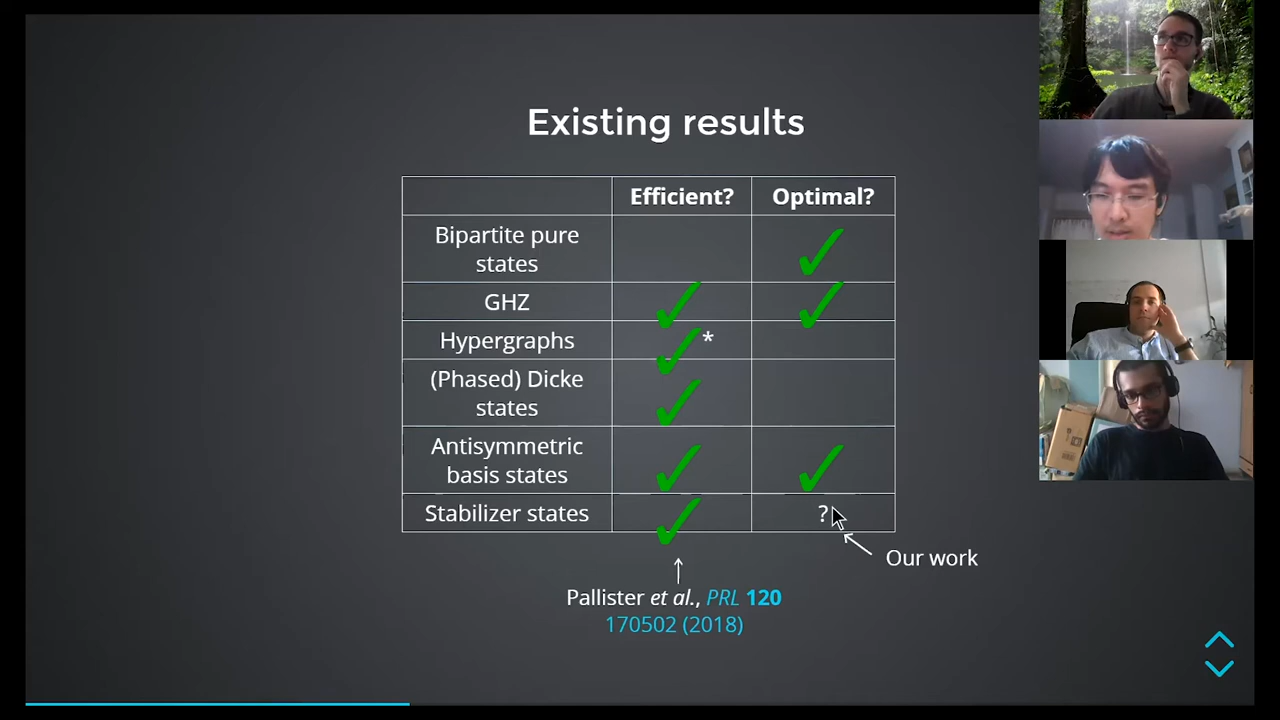 Existing results
Efficient? Optimal?
Bipartite pure
states
GHZ
Hypergraphs *
(Phased) Dicke
states
Antisymmetric
basis states
Stabilizer states ?
Our work
Pallister et al., PRL 120
170502 (2018)